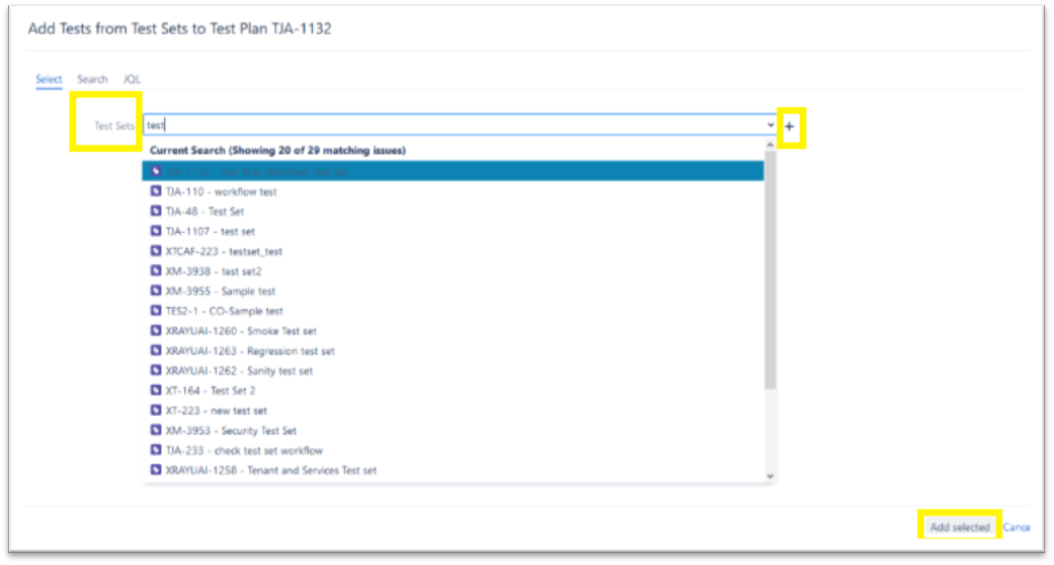 Add Tests from Test Sets to Test Plan TJA-1132
Select Search JQL
Test Sets test +
Current Search (Showing 20 of 29 matching issues)
TJA-110 - workflow test
TJA-48 - Test Set
TJA-1107 - test set
XTCAF-223 - testset_test
XM-3938 - test set2
XM-3955 - Sample test
TES2-1 - CO-Sample test
XRAYUAI-1260 - Smoke Test set
XRAYUAI-1263 - Regression test set
XRAYUAI-1262 - Sanity test set
XT-164 - Test Set 2
XT-223 - new test set
XM-3953 - Security Test Set
TJA-233 - check test set workflow
XRAYUAI-1258 - Tenant and Services Test set
Add selected Cance